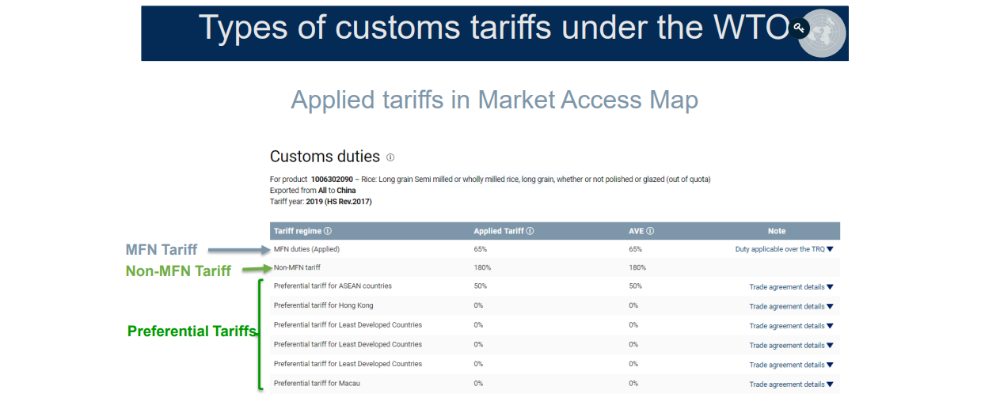 Types of customs tariffs under the WTO
Applied tariffs in Market Access Map
Customs duties
For product 1006302090 – Rice: Long grain Semi milled or wholly milled rice, long grain, whether or not polished or glazed (out of quota)
Exported from All to China
Tariff year: 2019 (HS Rev.2017)
Tariff regime Applied Tariff AVE Note
MFN Tariff MFN duties (Applied) 65% 65% Duty applicable over the TRQ
Non-MFN Tariff Non-MFN tariff 180% 180%
Preferential tariff for ASEAN countries 50% 50% Trade agreement details
Preferential tariff for Hong Kong 0% 0% Trade agreement details
Preferential Tariffs Preferential tariff for Least Developed Countries 0% 0% Trade agreement details
Preferential tariff for Least Developed Countries 0% 0% Trade agreement details
Preferential tariff for Least Developed Countries 0% 0% Trade agreement details
Preferential tariff for Macau 0% 0% Trade agreement details